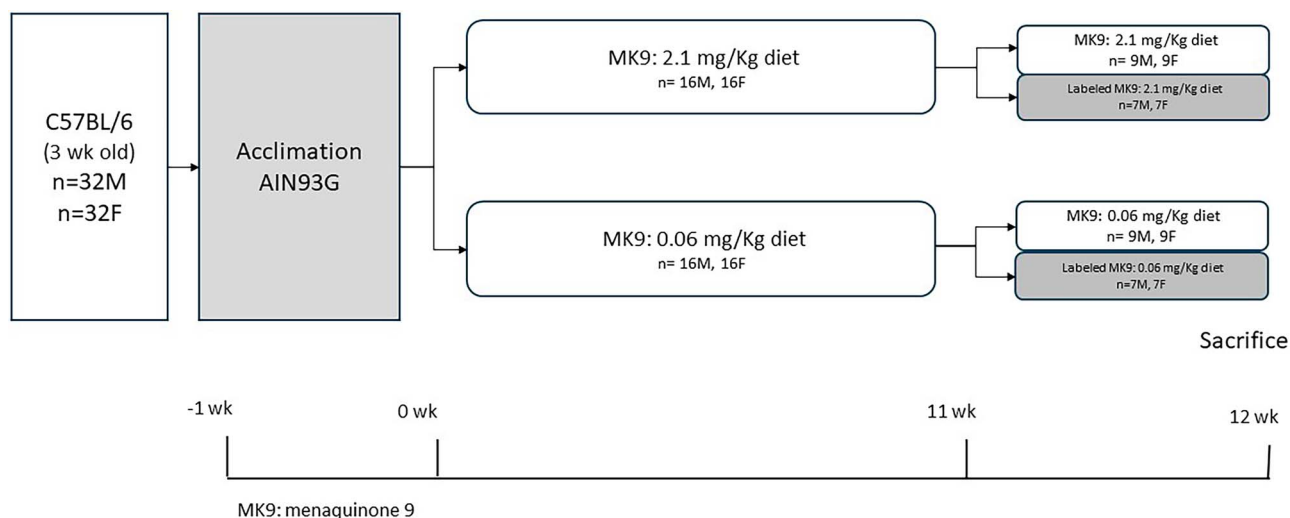 C57BL/6
(3 wk old)
n=32M
n=32F
Acclimation
AIN93G
MK9: 2.1 mg/Kg diet
n= 16M, 16F
MK9: 2.1 mg/Kg diet
n= 9M, 9F
Labeled MK9: 2.1 mg/Kg diet
n=7M, 7F
MK9: 0.06 mg/Kg diet
n= 16M, 16F
MK9: 0.06 mg/Kg diet
n= 9M, 9F
Labeled MK9: 0.06 mg/Kg diet
n=7M, 7F
Sacrifice
-1 wk
0 wk
11 wk
12 wk
MK9: menaquinone 9